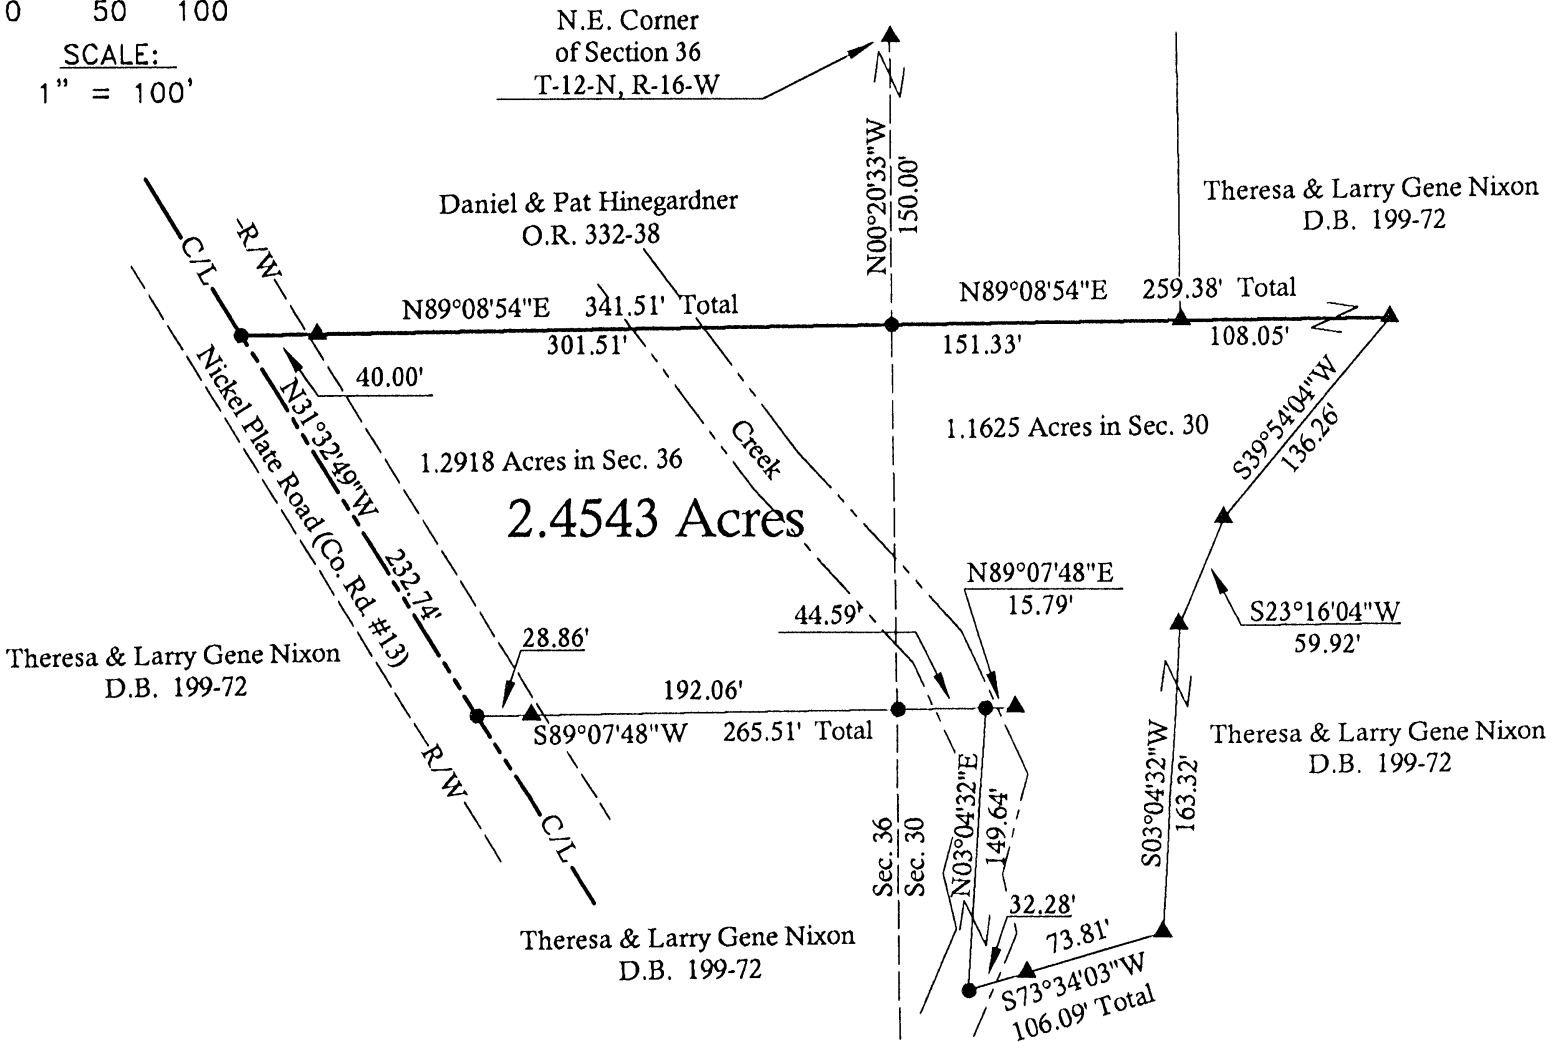 0 50 100
SCALE:
1" = 100'
N.E. Corner
of Section 36
T-12-N, R-16-W
N00°20'33"W
150.00'
Daniel & Pat Hinegardner
O.R. 332-38
Theresa & Larry Gene Nixon
D.B. 199-72
C/L
R/W
N89°08'54"E 341.51' Total
301.51'
N89°08'54"E 259.38' Total
151.33'
108.05'
40.00'
N31°32'49"W
232.74'
Nickel Plate Road (Co. Rd. #13)
Creek
1.2918 Acres in Sec. 36
1.1625 Acres in Sec. 30
2.4543 Acres
S39°54'04"W
136.26'
N89°07'48"E
15.79'
44.59'
S23°16'04"W
59.92'
28.86'
Theresa & Larry Gene Nixon
D.B. 199-72
192.06'
S89°07'48"W 265.51' Total
R/W
C/L
Sec. 36
Sec. 30
N03°04'32"E
149.64'
S03°04'32"W
163.32'
Theresa & Larry Gene Nixon
D.B. 199-72
32.28'
73.81'
S73°34'03"W
106.09' Total
Theresa & Larry Gene Nixon
D.B. 199-72